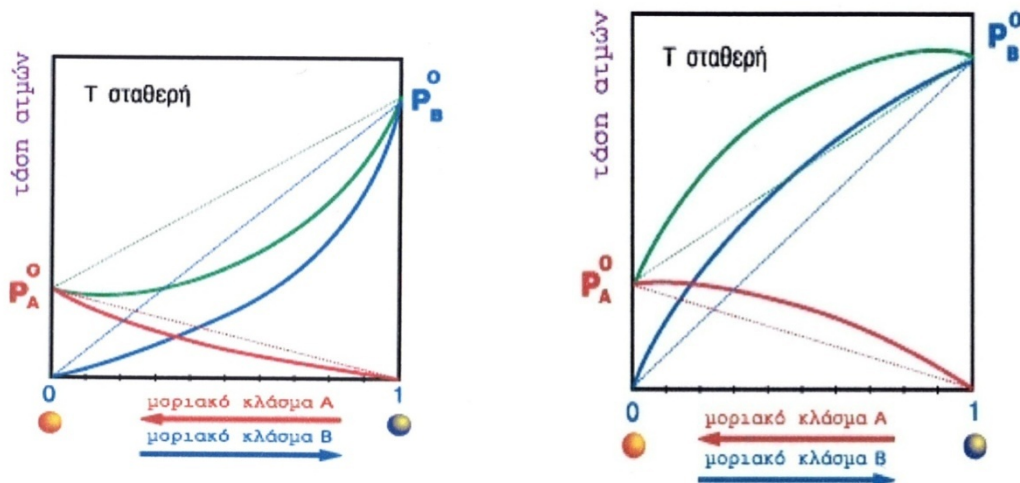 τάση ατμών
T σταθερή
P_B^0
P_A^0
0 1
μοριακό κλάσμα A
μοριακό κλάσμα B
τάση ατμών
T σταθερή
P_B^0
P_A^0
0 1
μοριακό κλάσμα A
μοριακό κλάσμα B